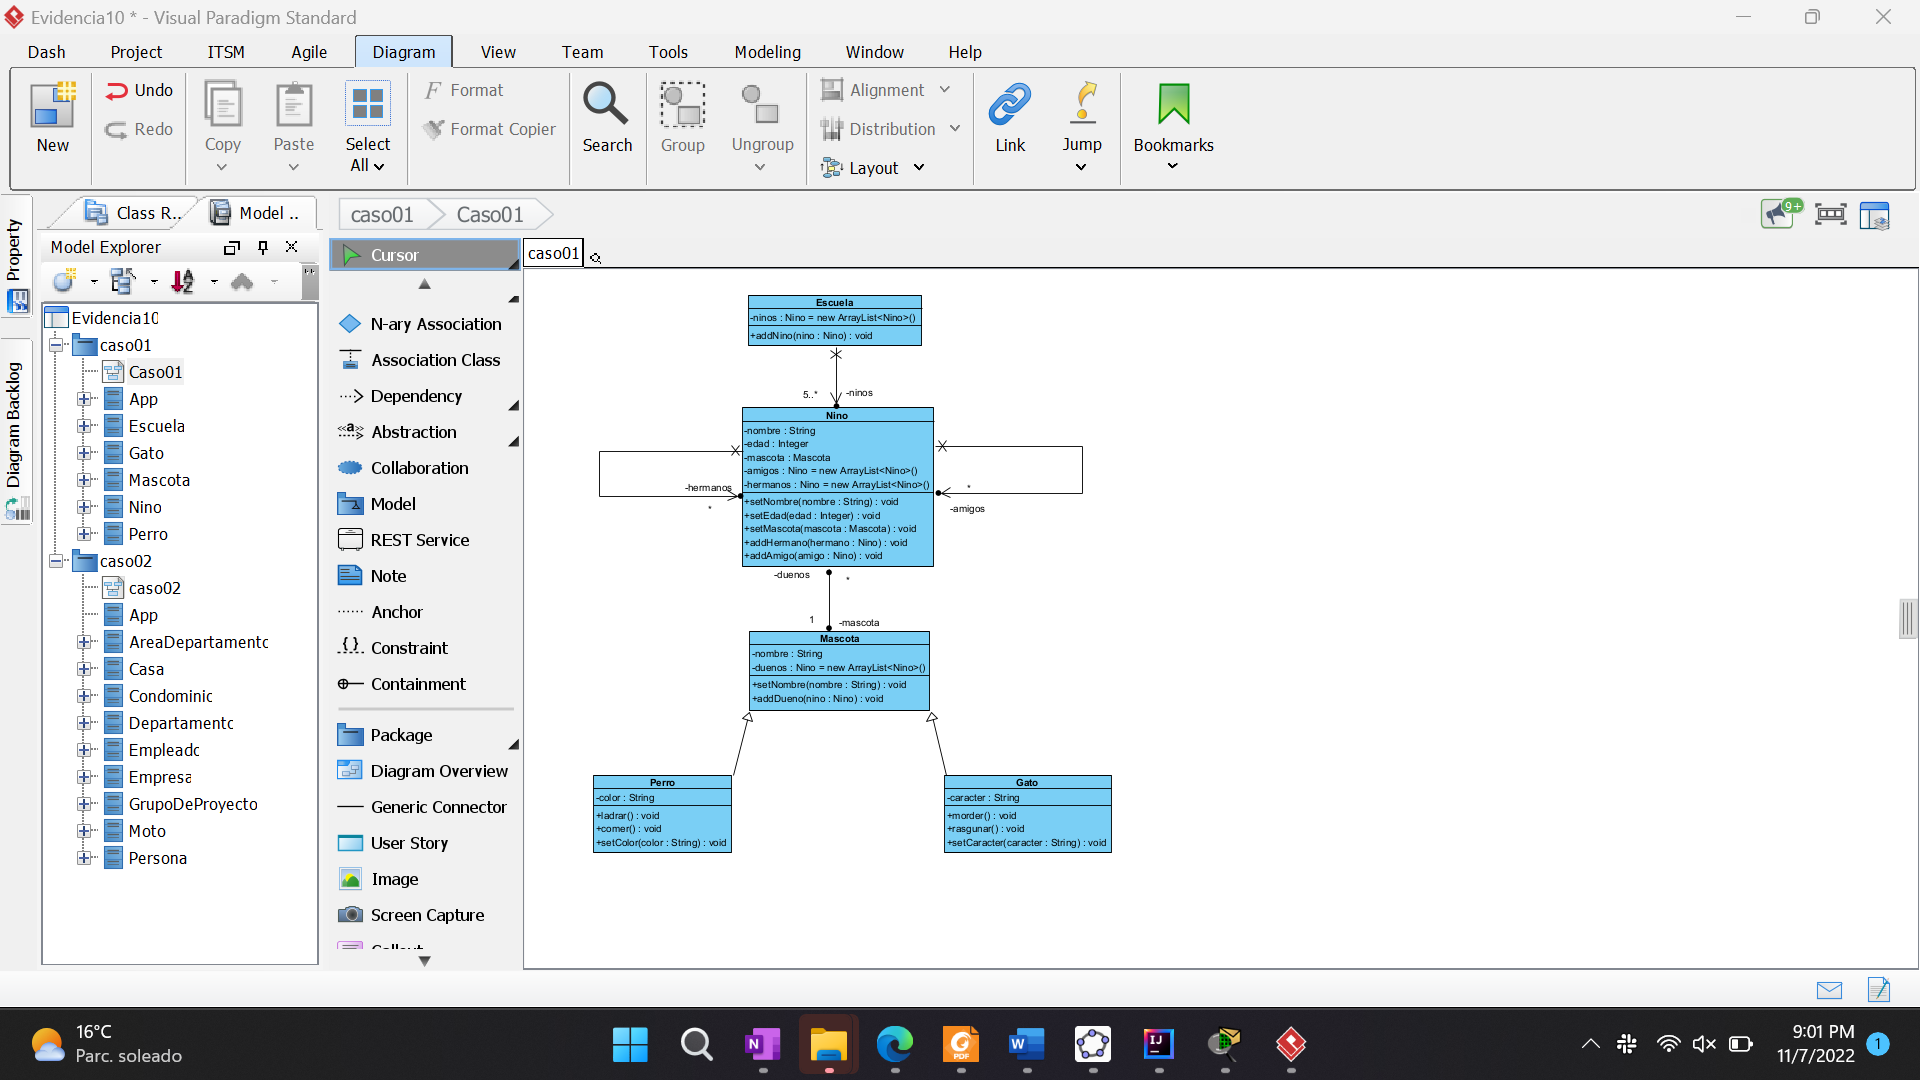 Evidencia10 * - Visual Paradigm Standard
Dash Project ITSM Agile Diagram View Team Tools Modeling Window Help
New
Undo
Redo
Copy
Paste
Select
All
Format
Format Copier
Search
Group
Ungroup
Alignment
Distribution
Layout
Link
Jump
Bookmarks
Property
Diagram Backlog
Class R..
Model ..
caso01
Caso01
9+
Model Explorer
Evidencia10
caso01
Caso01
App
Escuela
Gato
Mascota
Nino
Perro
caso02
caso02
App
AreaDepartamento
Casa
Condominio
Departamento
Empleado
Empresa
GrupoDeProyecto
Moto
Persona
Cursor
N-ary Association
Association Class
Dependency
Abstraction
Collaboration
Model
REST Service
Note
Anchor
Constraint
Containment
Package
Diagram Overview
Generic Connector
User Story
Image
Screen Capture
Callout
caso01
Escuela
-ninos : Nino = new ArrayList<Nino>()
+addNino(nino : Nino) : void
5..*
-ninos
Nino
-nombre : String
-edad : Integer
-mascota : Mascota
-amigos : Nino = new ArrayList<Nino>()
-hermanos : Nino = new ArrayList<Nino>()
+setNombre(nombre : String) : void
+setEdad(edad : Integer) : void
+setMascota(mascota : Mascota) : void
+addHermano(hermano : Nino) : void
+addAmigo(amigo : Nino) : void
-hermanos
*
*
-amigos
-duenos
*
1
-mascota
Mascota
-nombre : String
-duenos : Nino = new ArrayList<Nino>()
+setNombre(nombre : String) : void
+addDueno(nino : Nino) : void
Perro
-color : String
+ladrar() : void
+comer() : void
+setColor(color : String) : void
Gato
-caracter : String
+morder() : void
+rasgunar() : void
+setCaracter(caracter : String) : void
16°C
Parc. soleado
9:01 PM
11/7/2022
1